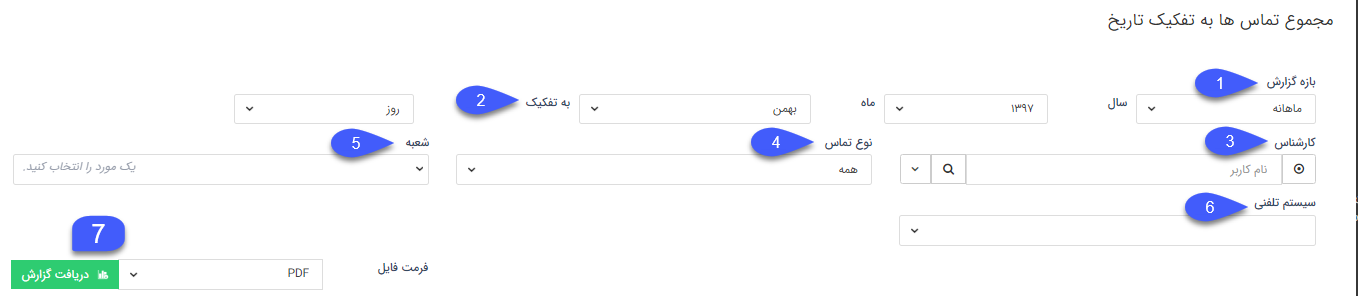 مجموع تماس ها به تفکیک تاریخ
بازه گزارش 1
ماهانه
سال
۱۳۹۷
ماه
بهمن
به تفکیک 2
روز
کارشناس 3
نام کاربر
نوع تماس 4
همه
شعبه 5
یک مورد را انتخاب کنید.
سیستم تلفنی 6
7
فرمت فایل
PDF
دریافت گزارش